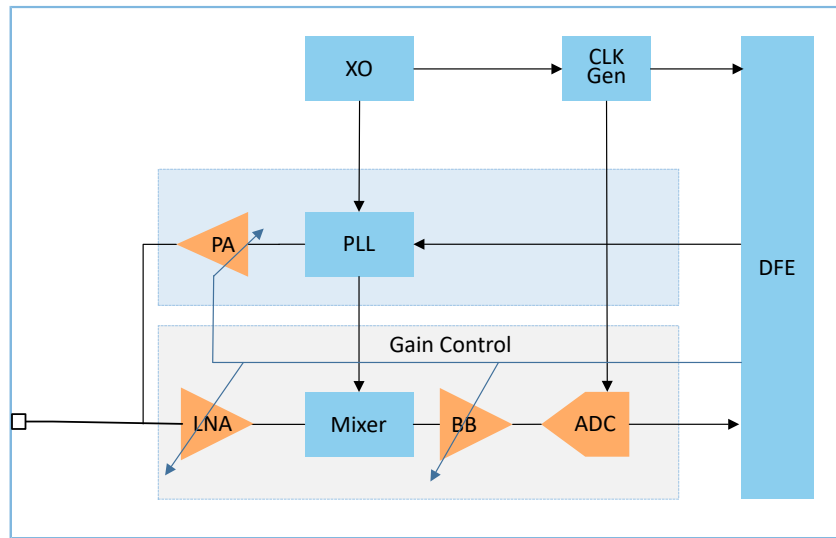 XO
CLK
Gen
PA
PLL
DFE
Gain Control
LNA
Mixer
BB
ADC